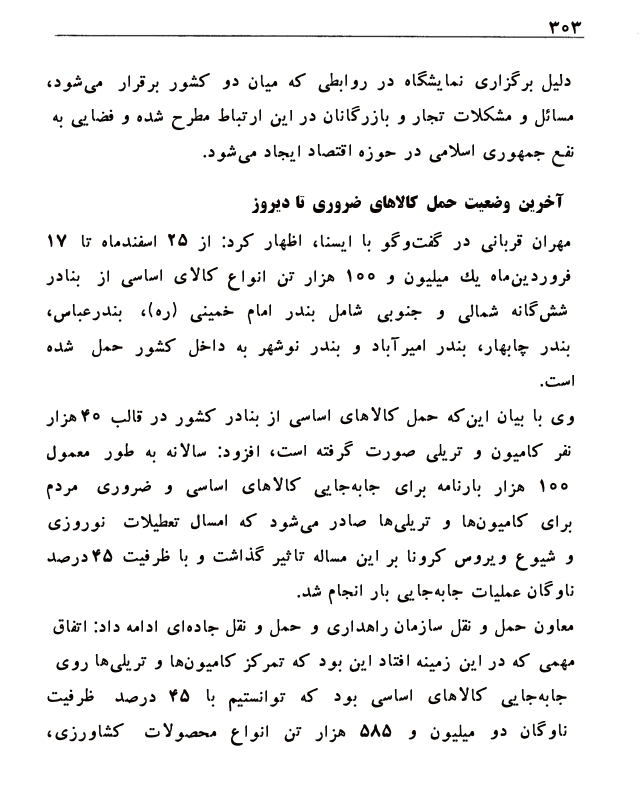 ۳۰۳
دلیل برگزاری نمایشگاه در روابطی که میان دو کشور برقرار می‌شود،
مسائل و مشکلات تجار و بازرگانان در این ارتباط مطرح شده و فضایی به
نفع جمهوری اسلامی در حوزه اقتصاد ایجاد می‌شود.
آخرین وضعیت حمل کالاهای ضروری تا دیروز
مهران قربانی در گفت‌وگو با ایسنا، اظهار کرد: از ۲۵ اسفندماه تا ۱۷
فروردین‌ماه یك میلیون و ۱۰۰ هزار تن انواع کالای اساسی از بنادر
شش‌گانه شمالی و جنوبی شامل بندر امام خمینی (ره)، بندرعباس،
بندر چابهار، بندر امیرآباد و بندر نوشهر به داخل کشور حمل شده
است.
وی با بیان این‌که حمل کالاهای اساسی از بنادر کشور در قالب ۴۰هزار
نفر کامیون و تریلی صورت گرفته است، افزود: سالانه به طور معمول
۱۰۰ هزار بارنامه برای جابه‌جایی کالاهای اساسی و ضروری مردم
برای کامیون‌ها و تریلی‌ها صادر می‌شود که امسال تعطیلات نوروزی
و شیوع ویروس کرونا بر این مساله تاثیر گذاشت و با ظرفیت ۴۵درصد
ناوگان عملیات جابه‌جایی بار انجام شد.
معاون حمل و نقل سازمان راهداری و حمل و نقل جاده‌ای ادامه داد: اتفاق
مهمی که در این زمینه افتاد این بود که تمرکز کامیون‌ها و تریلی‌ها روی
جابه‌جایی کالاهای اساسی بود که توانستیم با ۴۵ درصد ظرفیت
ناوگان دو میلیون و ۵۸۵ هزار تن انواع محصولات کشاورزی،